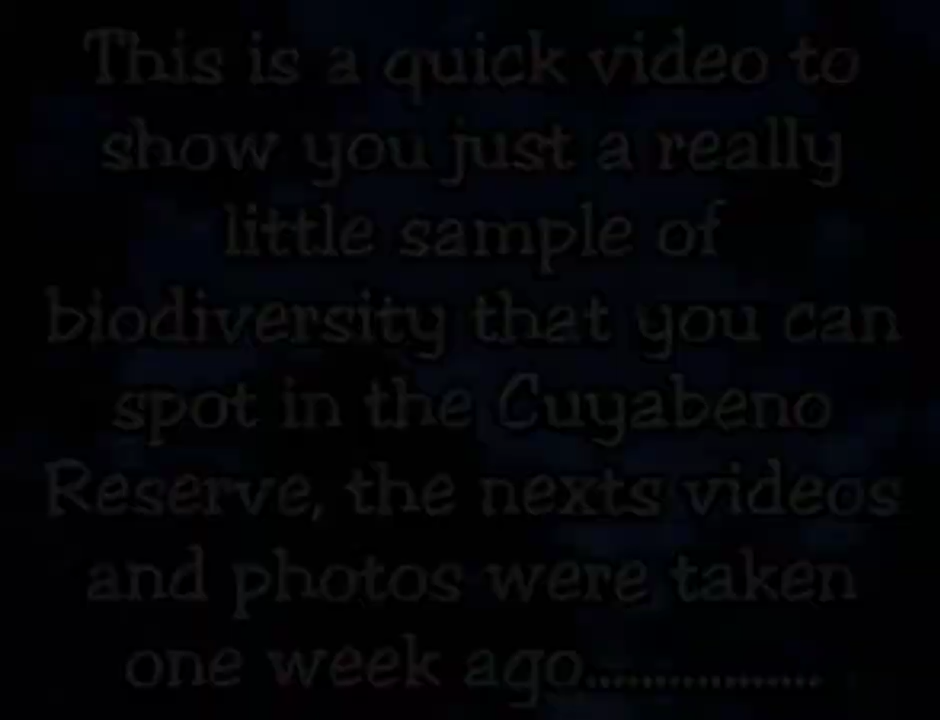 This is a quick video to
show you just a really
little sample of
biodiversity that you can
spot in the Cuyabeno
Reserve, the nexts videos
and photos were taken
one week ago................